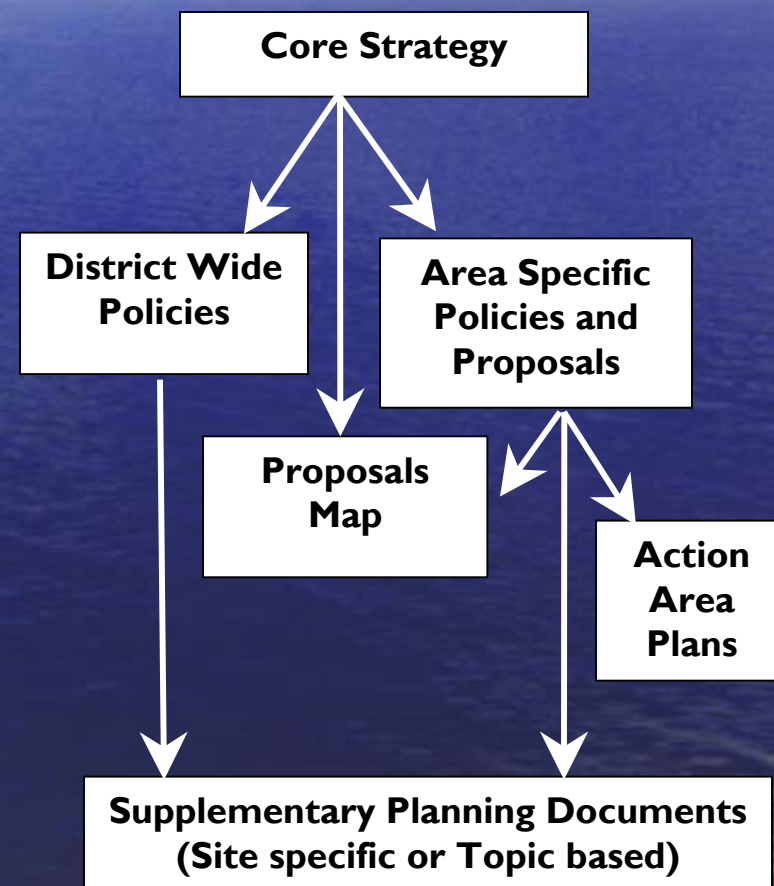 Core Strategy
District Wide
Policies
Area Specific
Policies and
Proposals
Proposals
Map
Action
Area
Plans
Supplementary Planning Documents
(Site specific or Topic based)